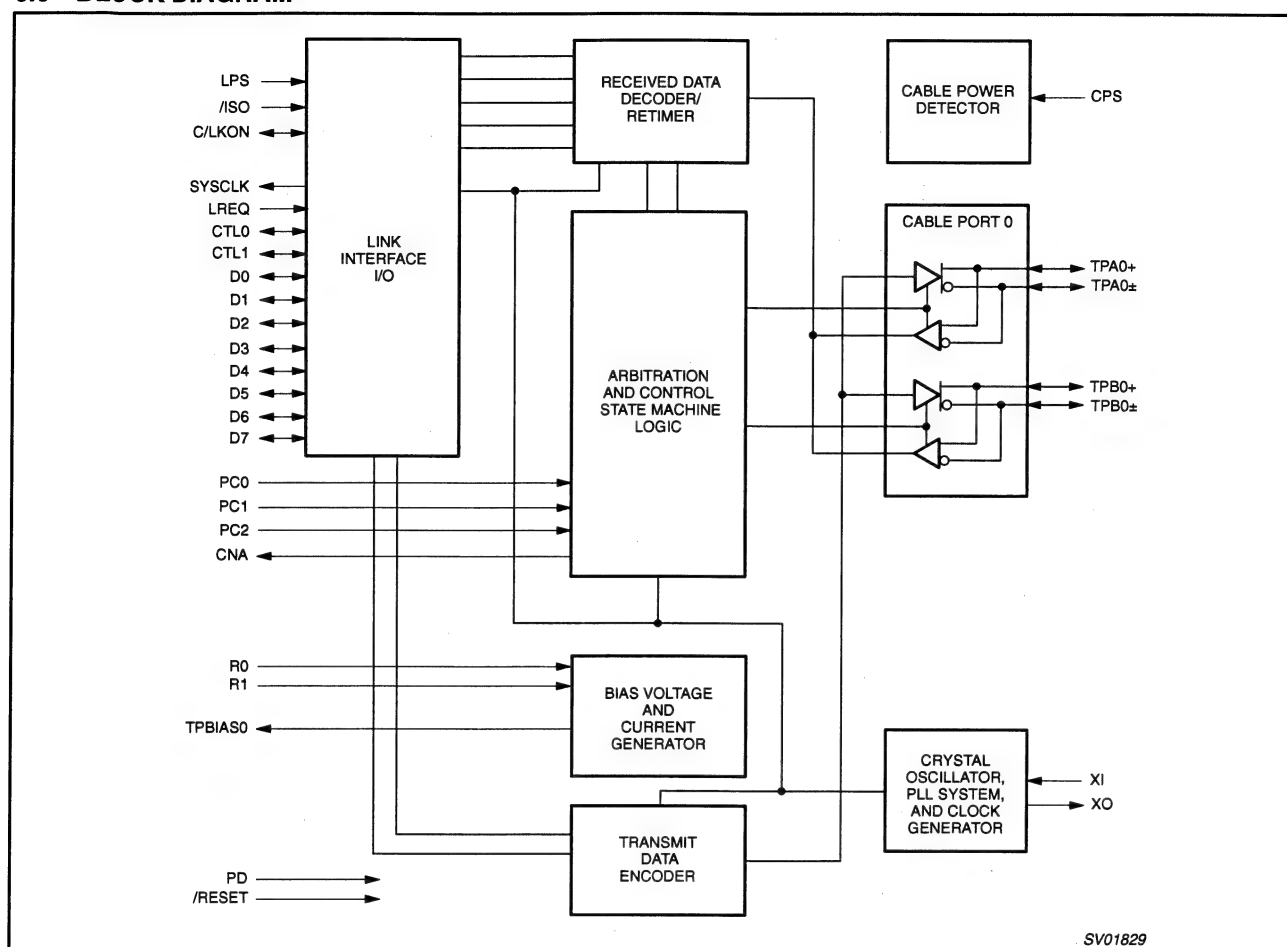 LPS
/ISO
C/LKON
SYSCLK
LREQ
CTL0
CTL1
D0
D1
D2
D3
D4
D5
D6
D7
LINK
INTERFACE
I/O
RECEIVED DATA
DECODER/
RETIMER
CABLE POWER
DETECTOR
CPS
CABLE PORT 0
TPA0+
TPA0±
TPB0+
TPB0±
ARBITRATION
AND CONTROL
STATE MACHINE
LOGIC
PC0
PC1
PC2
CNA
R0
R1
TPBIAS0
BIAS VOLTAGE
AND
CURRENT
GENERATOR
CRYSTAL
OSCILLATOR,
PLL SYSTEM,
AND CLOCK
GENERATOR
XI
XO
TRANSMIT
DATA
ENCODER
PD
/RESET
SV01829